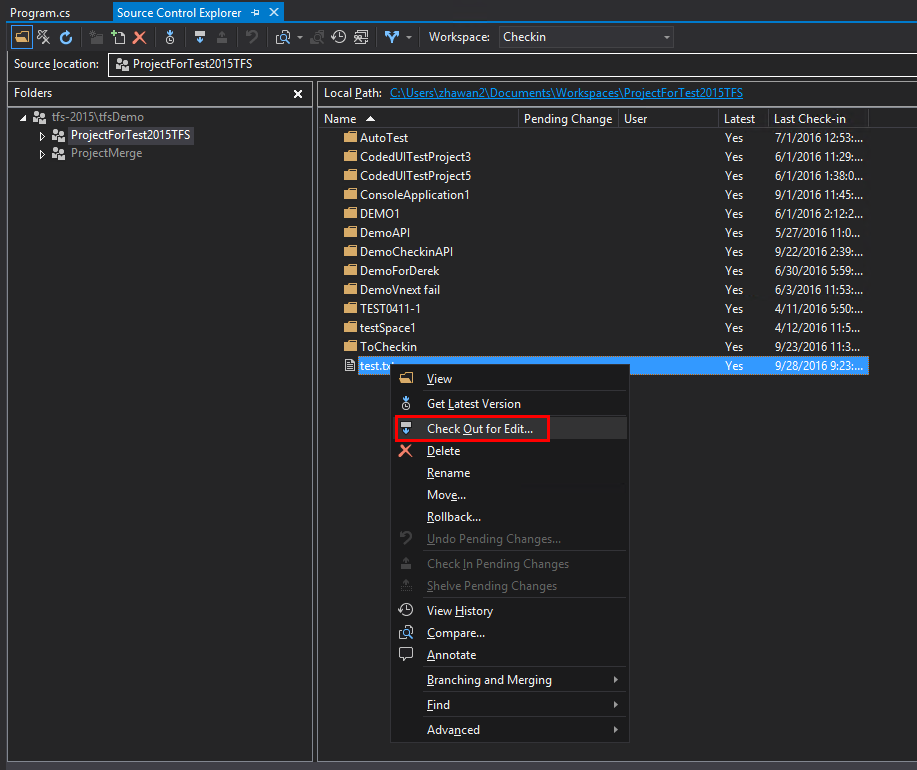 Program.cs
Source Control Explorer
Workspace: Checkin
Source location: ProjectForTest2015TFS
Folders
Local Path: C:\Users\zhawan2\Documents\Workspaces\ProjectForTest2015TFS
tfs-2015\tfsDemo
ProjectForTest2015TFS
ProjectMerge
Name Pending Change User Latest Last Check-in
AutoTest Yes 7/1/2016 12:53:...
CodedUITestProject3 Yes 6/1/2016 11:29:...
CodedUITestProject5 Yes 6/1/2016 1:38:0...
ConsoleApplication1 Yes 9/1/2016 11:45:...
DEMO1 Yes 6/1/2016 2:12:2...
DemoAPI Yes 5/27/2016 11:0...
DemoCheckinAPI Yes 9/22/2016 2:39:...
DemoForDerek Yes 6/30/2016 5:59:...
DemoVnext fail Yes 6/3/2016 11:53:...
TEST0411-1 Yes 4/11/2016 5:50:...
testSpace1 Yes 4/12/2016 11:5...
ToCheckin Yes 9/23/2016 11:3...
test.tx Yes 9/28/2016 9:23:...
View
Get Latest Version
Check Out for Edit...
Delete
Rename
Move...
Rollback...
Undo Pending Changes...
Check In Pending Changes
Shelve Pending Changes
View History
Compare...
Annotate
Branching and Merging
Find
Advanced